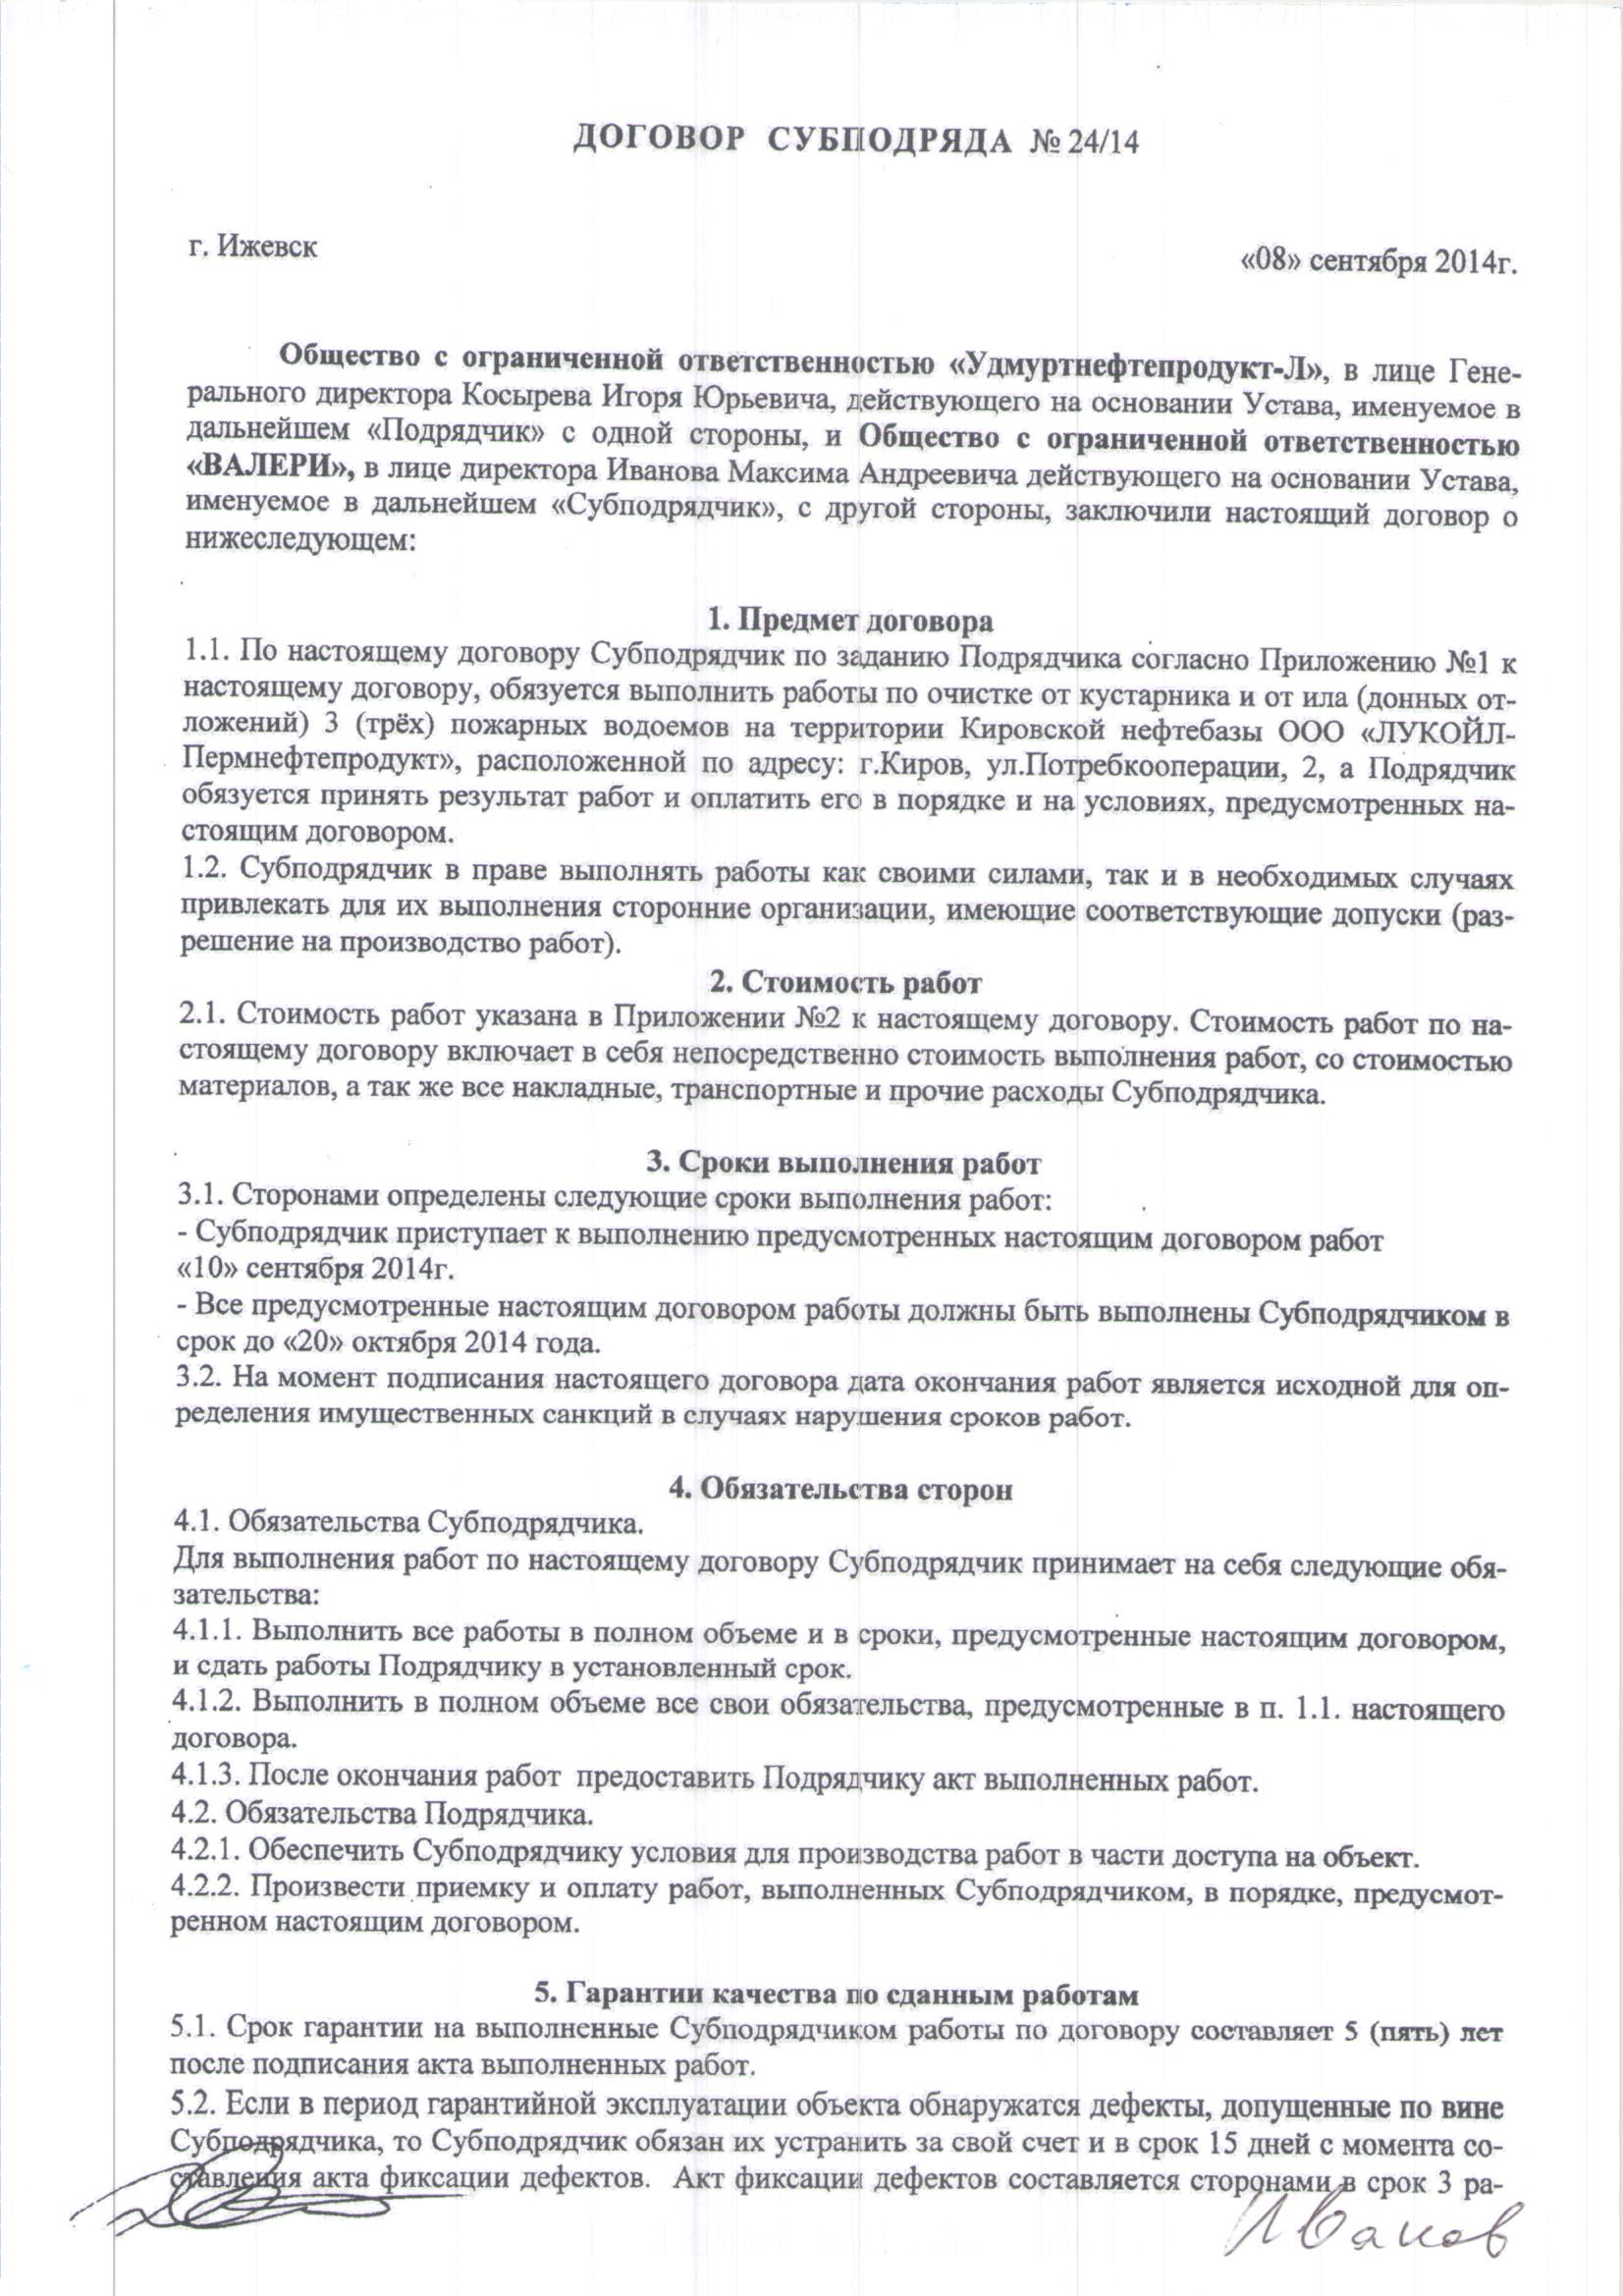 ДОГОВОР СУБПОДРЯДА № 24/14
г. Ижевск
«08» сентября 2014г.
Общество с ограниченной ответственностью «Удмуртнефтепродукт-Л», в лице Гене-
рального директора Косырева Игоря Юрьевича, действующего на основании Устава, именуемое в
дальнейшем «Подрядчик» с одной стороны, и Общество с ограниченной ответственностью
«ВАЛЕРИ», в лице директора Иванова Максима Андреевича действующего на основании Устава,
именуемое в дальнейшем «Субподрядчик», с другой стороны, заключили настоящий договор о
нижеследующем:
1. Предмет договора
1.1. По настоящему договору Субподрядчик по заданию Подрядчика согласно Приложению №1 к
настоящему договору, обязуется выполнить работы по очистке от кустарника и от ила (донных от-
ложений) 3 (трёх) пожарных водоемов на территории Кировской нефтебазы ООО «ЛУКОЙЛ-
Пермнефтепродукт», расположенной по адресу: г.Киров, ул.Потребкооперации, 2, а Подрядчик
обязуется принять результат работ и оплатить его в порядке и на условиях, предусмотренных на-
стоящим договором.
1.2. Субподрядчик в праве выполнять работы как своими силами, так и в необходимых случаях
привлекать для их выполнения сторонние организации, имеющие соответствующие допуски (раз-
решение на производство работ).
2. Стоимость работ
2.1. Стоимость работ указана в Приложении №2 к настоящему договору. Стоимость работ по на-
стоящему договору включает в себя непосредственно стоимость выполнения работ, со стоимостью
материалов, а так же все накладные, транспортные и прочие расходы Субподрядчика.
3. Сроки выполнения работ
3.1. Сторонами определены следующие сроки выполнения работ:
- Субподрядчик приступает к выполнению предусмотренных настоящим договором работ
«10» сентября 2014г.
- Все предусмотренные настоящим договором работы должны быть выполнены Субподрядчиком в
срок до «20» октября 2014 года.
3.2. На момент подписания настоящего договора дата окончания работ является исходной для оп-
ределения имущественных санкций в случаях нарушения сроков работ.
4. Обязательства сторон
4.1. Обязательства Субподрядчика.
Для выполнения работ по настоящему договору Субподрядчик принимает на себя следующие обя-
зательства:
4.1.1. Выполнить все работы в полном объеме и в сроки, предусмотренные настоящим договором,
и сдать работы Подрядчику в установленный срок.
4.1.2. Выполнить в полном объеме все свои обязательства, предусмотренные в п. 1.1. настоящего
договора.
4.1.3. После окончания работ предоставить Подрядчику акт выполненных работ.
4.2. Обязательства Подрядчика.
4.2.1. Обеспечить Субподрядчику условия для производства работ в части доступа на объект.
4.2.2. Произвести приемку и оплату работ, выполненных Субподрядчиком, в порядке, предусмот-
ренном настоящим договором.
5. Гарантии качества по сданным работам
5.1. Срок гарантии на выполненные Субподрядчиком работы по договору составляет 5 (пять) лет
после подписания акта выполненных работ.
5.2. Если в период гарантийной эксплуатации объекта обнаружатся дефекты, допущенные по вине
Субподрядчика, то Субподрядчик обязан их устранить за свой счет и в срок 15 дней с момента со-
ставления акта фиксации дефектов. Акт фиксации дефектов составляется сторонами в срок 3 ра-
Иванов